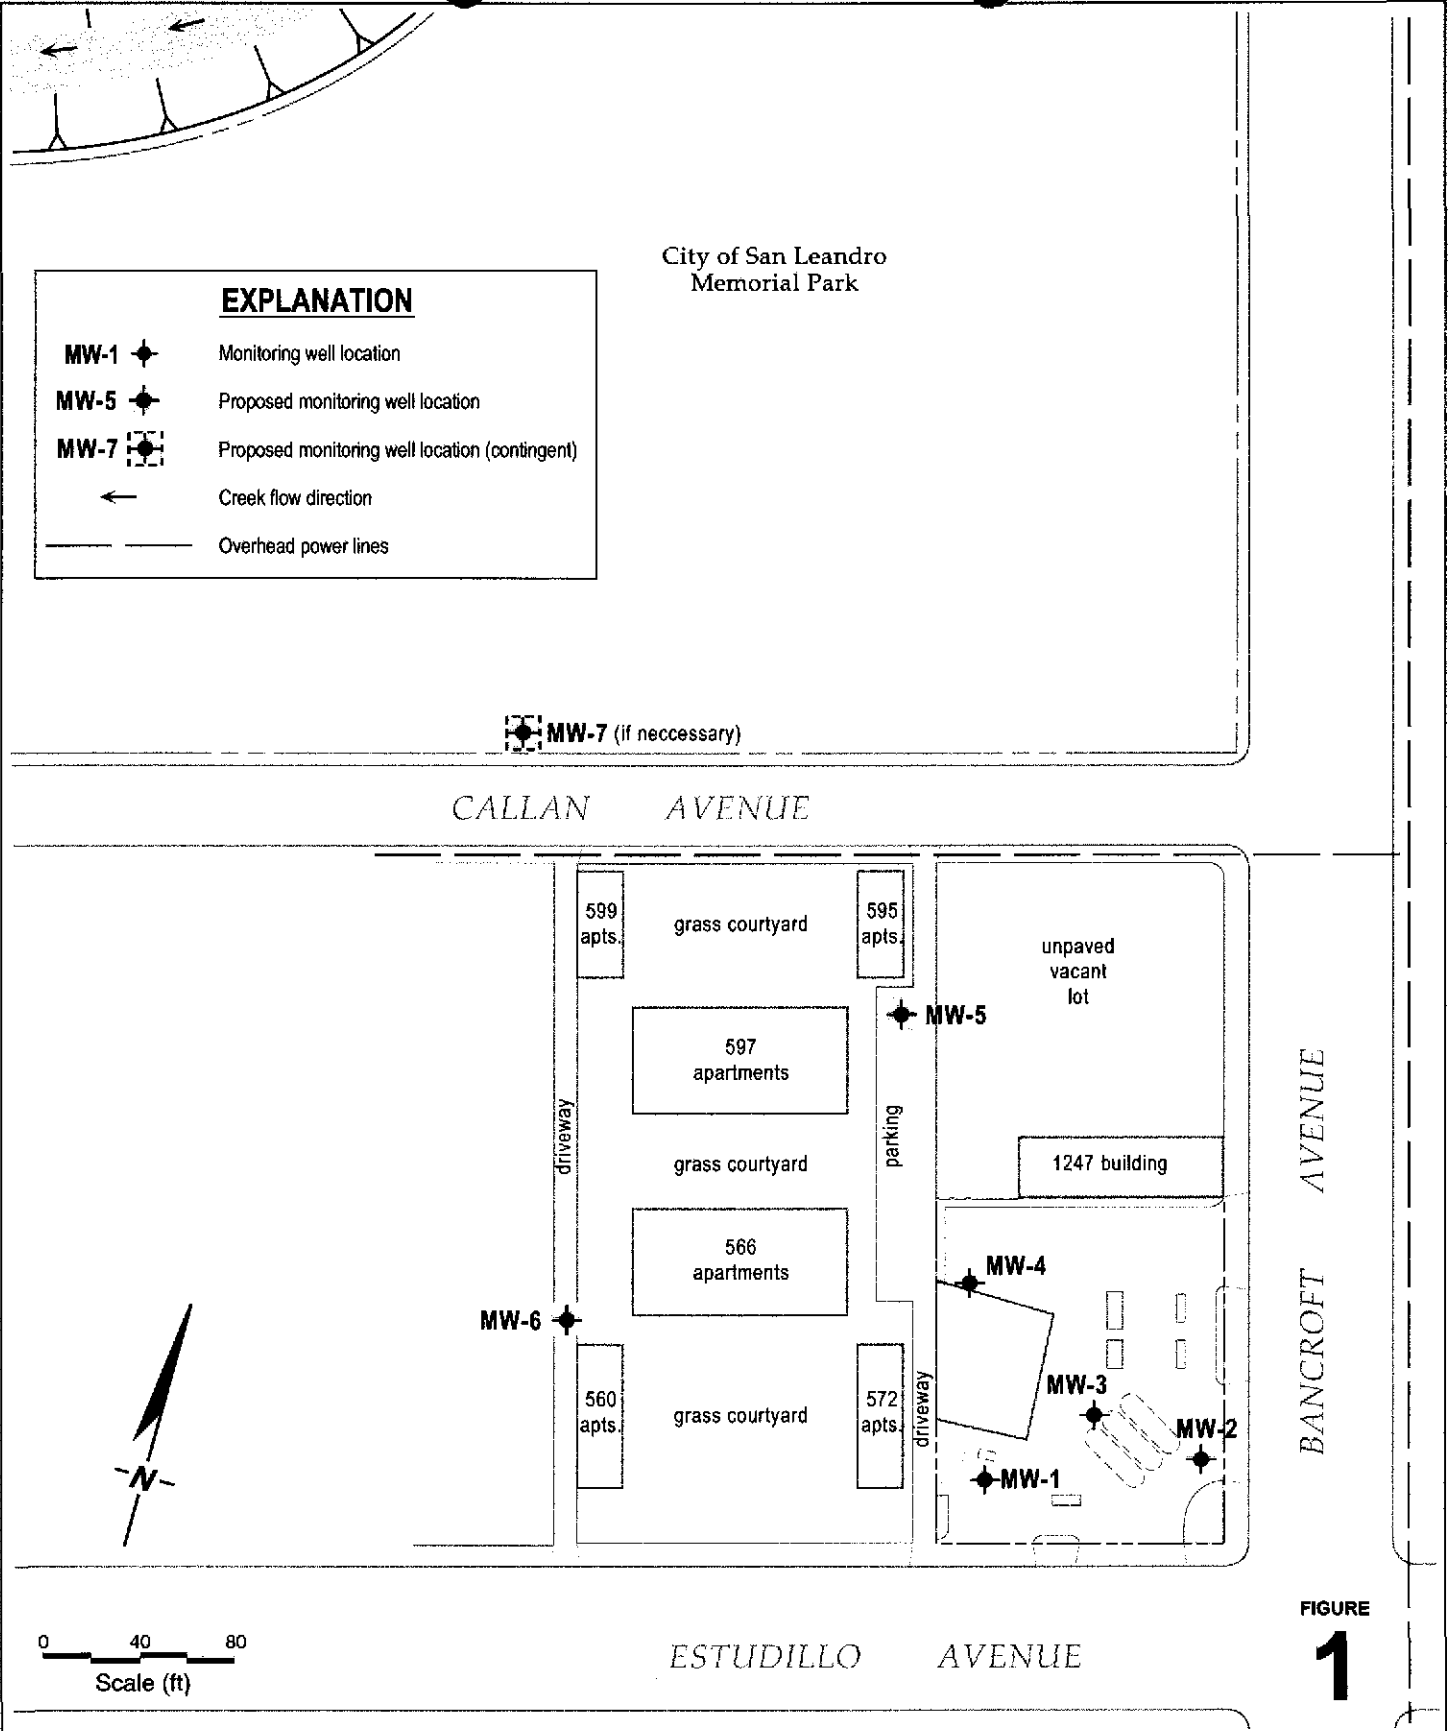 City of San Leandro
Memorial Park
EXPLANATION
MW-1 Monitoring well location
MW-5 Proposed monitoring well location
MW-7 Proposed monitoring well location (contingent)
Creek flow direction
Overhead power lines
MW-7 (if neccessary)
CALLAN AVENUE
599
apts.
grass courtyard
595
apts.
unpaved
vacant
lot
MW-5
597
apartments
driveway
parking
grass courtyard
1247 building
566
apartments
MW-4
MW-6
MW-3
560
apts.
grass courtyard
572
apts.
driveway
MW-2
MW-1
BANCROFT AVENUE
N
0 40 80
Scale (ft)
ESTUDILLO AVENUE
FIGURE
1